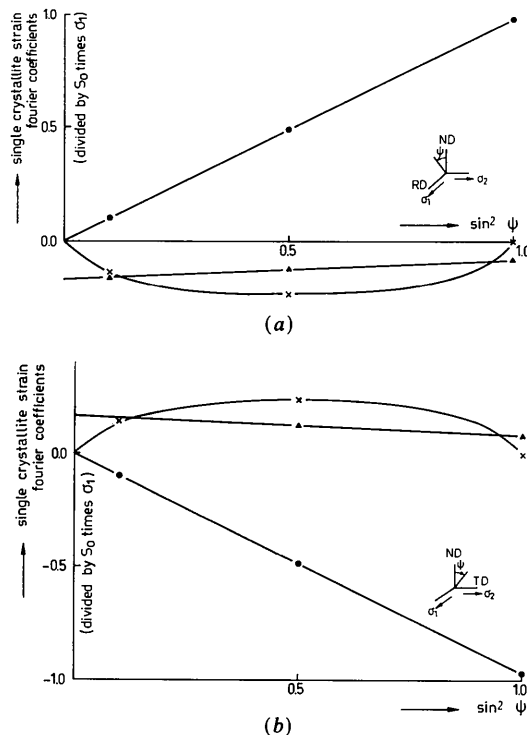 single crystallite strain
fourier coefficients
(divided by S₀ times σ₁)
1.0
0.5
0.0
ND
ψ
RD
σ₁
σ₂
0.5
1.0
sin² ψ
(a)
single crystallite strain
fourier coefficients
(divided by S₀ times σ₁)
0.0
-0.5
-1.0
ND
ψ
TD
σ₁
σ₂
0.5
1.0
sin² ψ
(b)